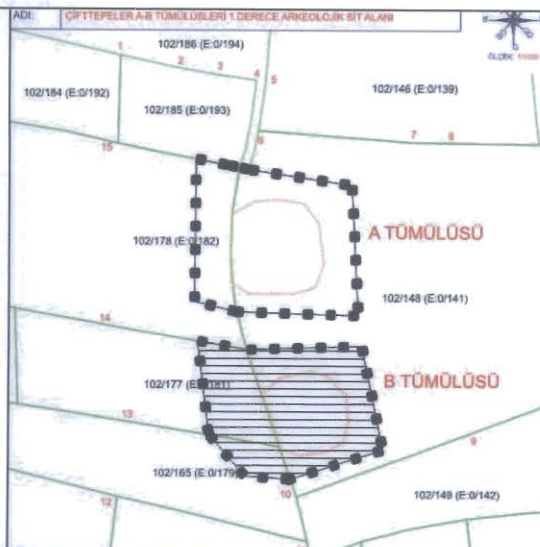 ADI: ÇİFTTEPELER A-B TÜMÜLÜSLERİ 1.DERECE ARKEOLOJİK SİT ALANI
ÖLÇEK:
102/186 (E:0/194)
1
2
3
4
5
102/184 (E:0/192)
102/185 (E:0/193)
102/146 (E:0/139)
6
7
8
15
A TÜMÜLÜSÜ
102/178 (E:0/182)
102/148 (E:0/141)
14
B TÜMÜLÜSÜ
102/177 (E:0/181)
13
9
102/165 (E:0/179)
10
102/149 (E:0/142)
12